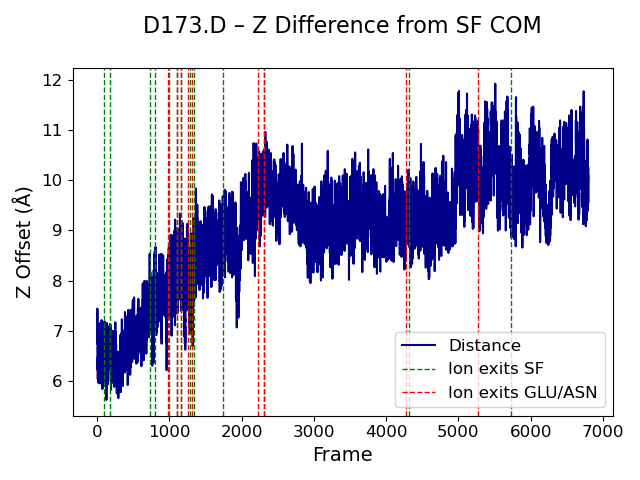 D173.D – Z Difference from SF COM
Z Offset (Å)
12
11
10
9
8
7
6
Distance
Ion exits SF
Ion exits GLU/ASN
0 1000 2000 3000 4000 5000 6000 7000
Frame